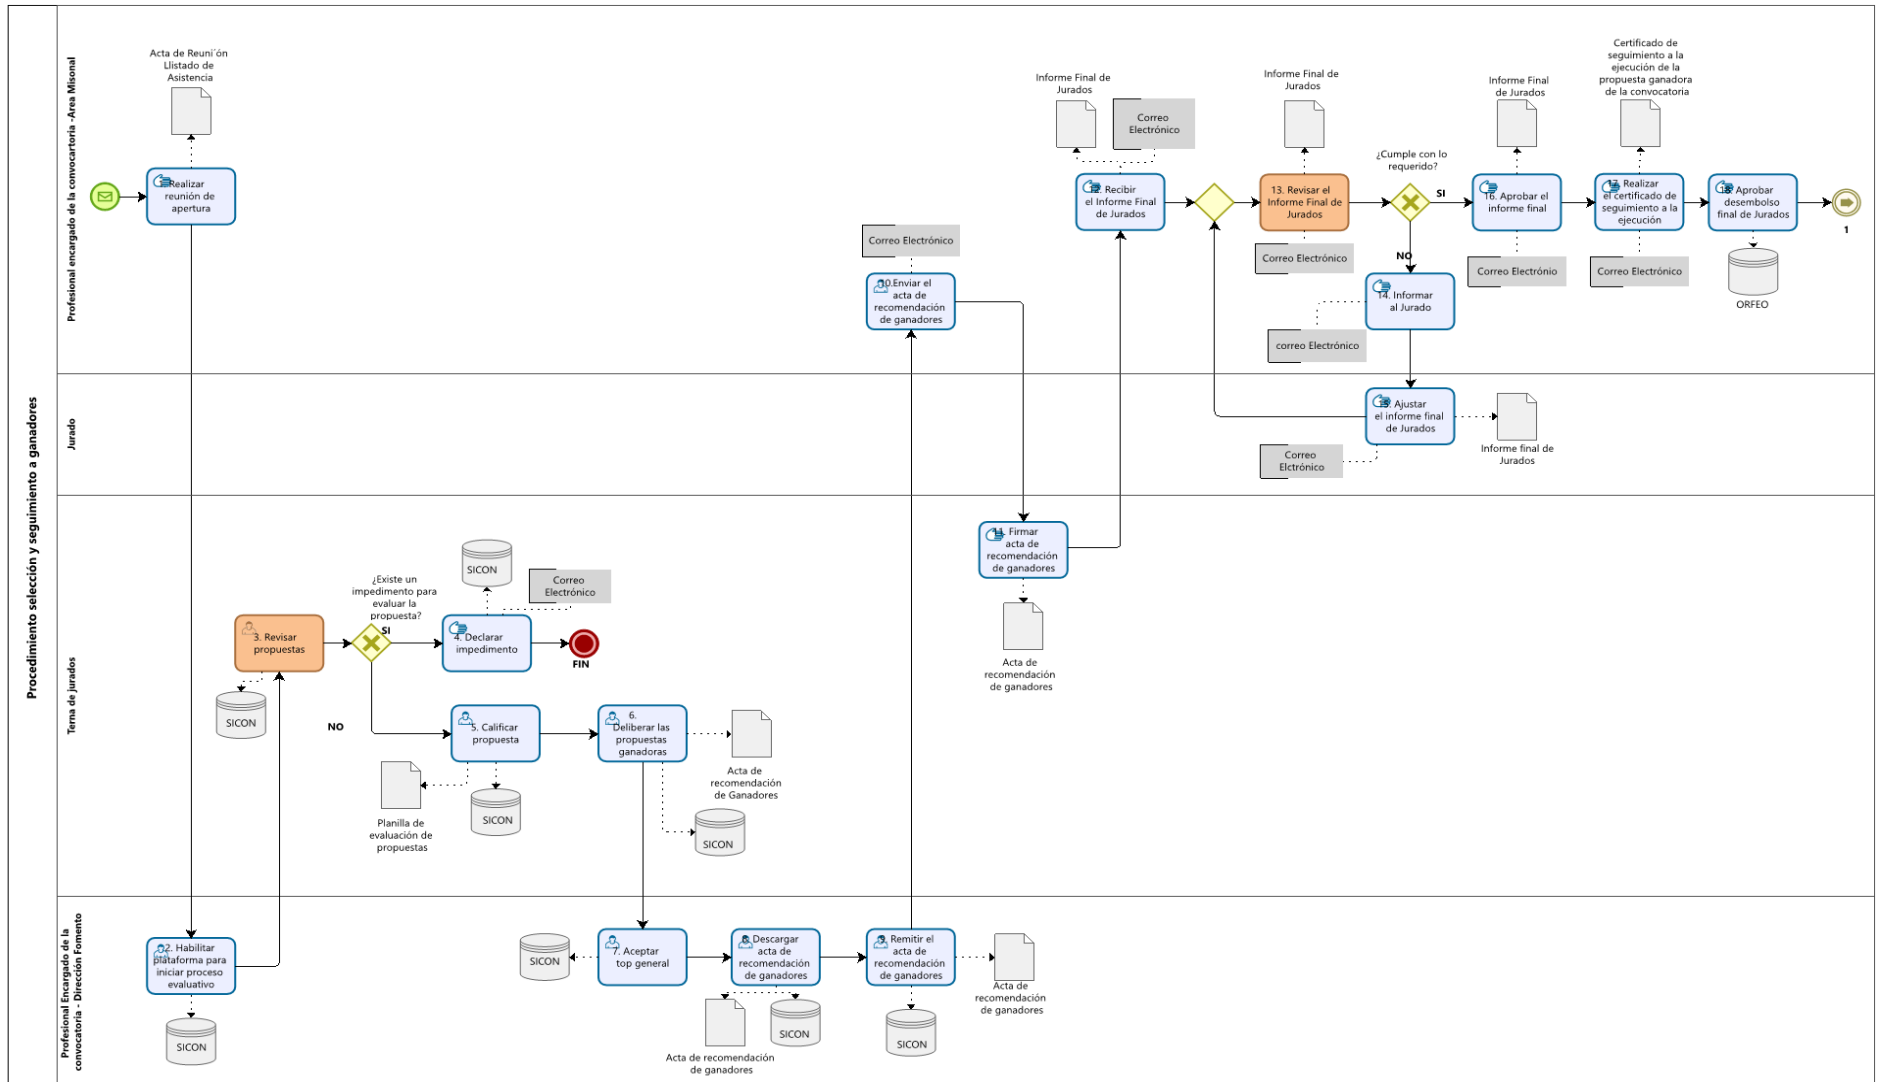 Procedimiento selección y seguimiento a ganadores
Profesional encargado de la convocartoria -Area Misonal
Acta de Reuni´ón
Llistado de
Asistencia
Realizar
reunión de
apertura
Correo Electrónico
10.Enviar el
acta de
recomendación
de ganadores
Informe Final de
Jurados
Correo
Electrónico
12. Recibir
el Informe Final
de Jurados
Informe Final de
Jurados
13. Revisar el
Informe Final de
Jurados
Correo Electrónico
¿Cumple con lo
requerido?
SI
NO
14. Informar
al Jurado
correo Electrónico
Informe Final
de Jurados
16. Aprobar el
informe final
Correo Electrónio
Certificado de
seguimiento a la
ejecución de la
propuesta ganadora
de la convocatoria
17. Realizar
el certificado de
seguimiento a la
ejecución
Correo Electrónico
18. Aprobar
desembolso
final de Jurados
ORFEO
1
Jurado
15. Ajustar
el informe final
de Jurados
Correo
Elctrónico
Informe final de
Jurados
Terna de jurados
3. Revisar
propuestas
SICON
¿Existe un
impedimento para
evaluar la
propuesta?
SI
NO
SICON
Correo
Electrónico
4. Declarar
impedimento
FIN
5. Calificar
propuesta
Planilla de
evaluación de
propuestas
SICON
6.
Deliberar las
propuestas
ganadoras
Acta de
recomendación
de Ganadores
SICON
11. Firmar
acta de
recomendación
de ganadores
Acta de
recomendación
de ganadores
Profesional Encargado de la
convocatoria - Dirección Fomento
2. Habilitar
plataforma para
iniciar proceso
evaluativo
SICON
SICON
7. Aceptar
top general
8. Descargar
acta de
recomendación
de ganadores
Acta de recomendación
de ganadores
SICON
9. Remitir el
acta de
recomendación
de ganadores
SICON
Acta de
recomendación
de ganadores